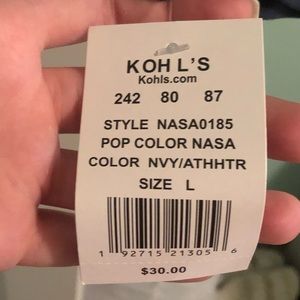 KOHL'S
Kohls.com
242 80 87
STYLE NASA0185
POP COLOR NASA
COLOR NVY/ATHHTR
SIZE L
1 92715 21305 6
$30.00